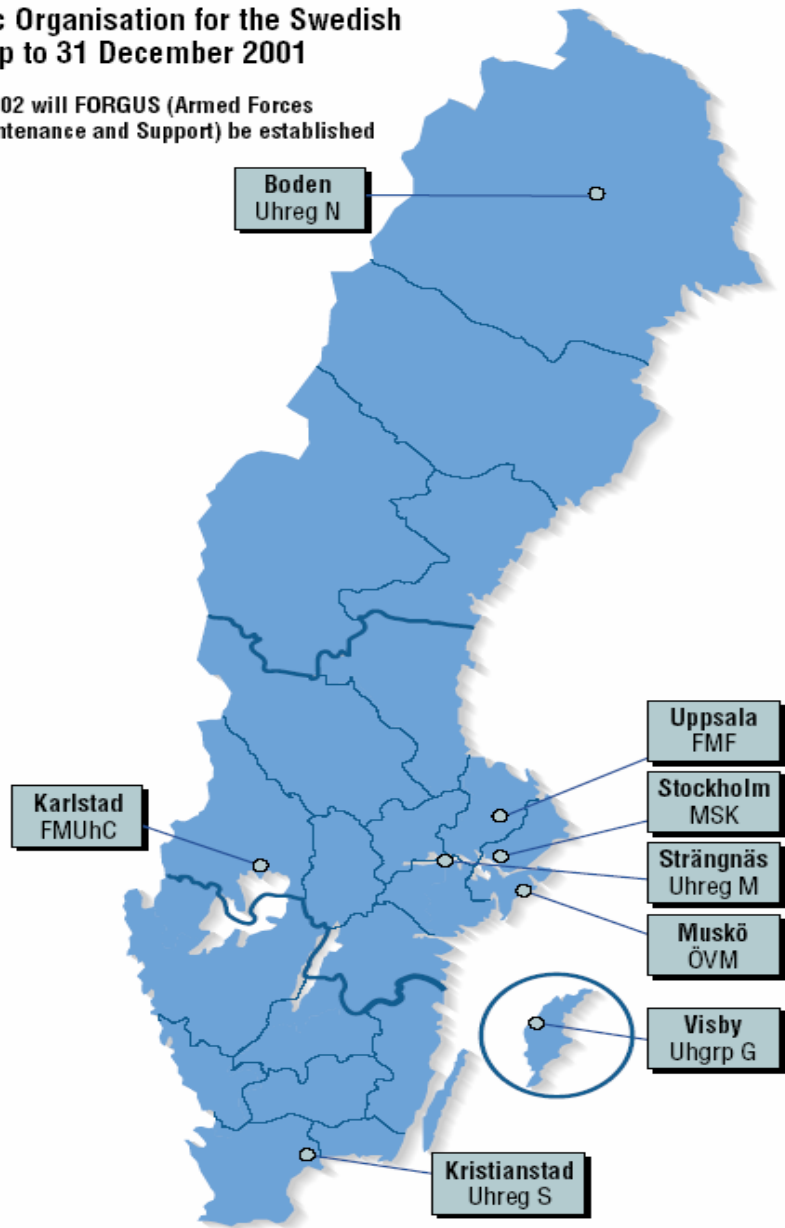 c Organisation for the Swedish
p to 31 December 2001
02 will FORGUS (Armed Forces
ntenance and Support) be established
Boden
Uhreg N
Uppsala
FMF
Stockholm
MSK
Karlstad
FMUhC
Strängnäs
Uhreg M
Muskö
ÖVM
Visby
Uhgrp G
Kristianstad
Uhreg S